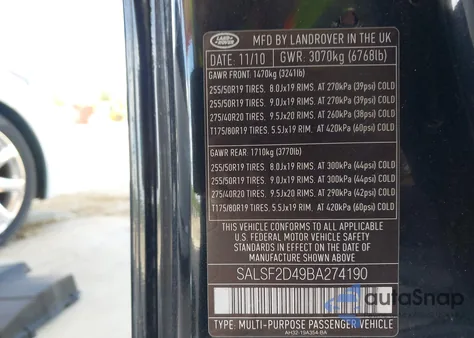 LAND ROVER
MFD BY LANDROVER IN THE UK
DATE: 11/10 GWR: 3070kg (6768lb)
GAWR FRONT: 1470kg (3241lb)
255/50R19 TIRES. 8.0Jx19 RIMS. AT 270kPa (39psi) COLD
255/50R19 TIRES. 9.0Jx19 RIMS. AT 270kPa (39psi) COLD
275/40R20 TIRES. 9.5Jx20 RIMS. AT 260kPa (38psi) COLD
T175/80R19 TIRES. 5.5Jx19 RIM. AT 420kPa (60psi) COLD
GAWR REAR: 1710kg (3770lb)
255/50R19 TIRES. 8.0Jx19 RIMS. AT 300kPa (44psi) COLD
255/50R19 TIRES. 9.0Jx19 RIMS. AT 300kPa (44psi) COLD
275/40R20 TIRES. 9.5Jx20 RIMS. AT 290kPa (42psi) COLD
T175/80R19 TIRES. 5.5Jx19 RIM. AT 420kPa (60psi) COLD
THIS VEHICLE CONFORMS TO ALL APPLICABLE
U.S. FEDERAL MOTOR VEHICLE SAFETY
STANDARDS IN EFFECT ON THE DATE OF
MANUFACTURE SHOWN ABOVE
SALSF2D49BA274190
TYPE: MULTI-PURPOSE PASSENGER VEHICLE
AH32-19A354-BA
autoSnap